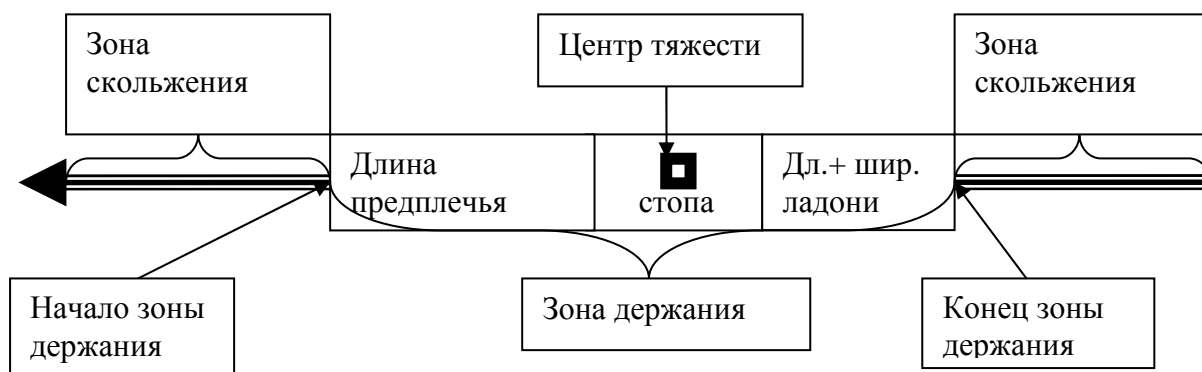 Зона
скольжения
Центр тяжести
Зона
скольжения
Длина
предплечья
стопа
Дл.+ шир.
ладони
Начало зоны
держания
Зона держания
Конец зоны
держания